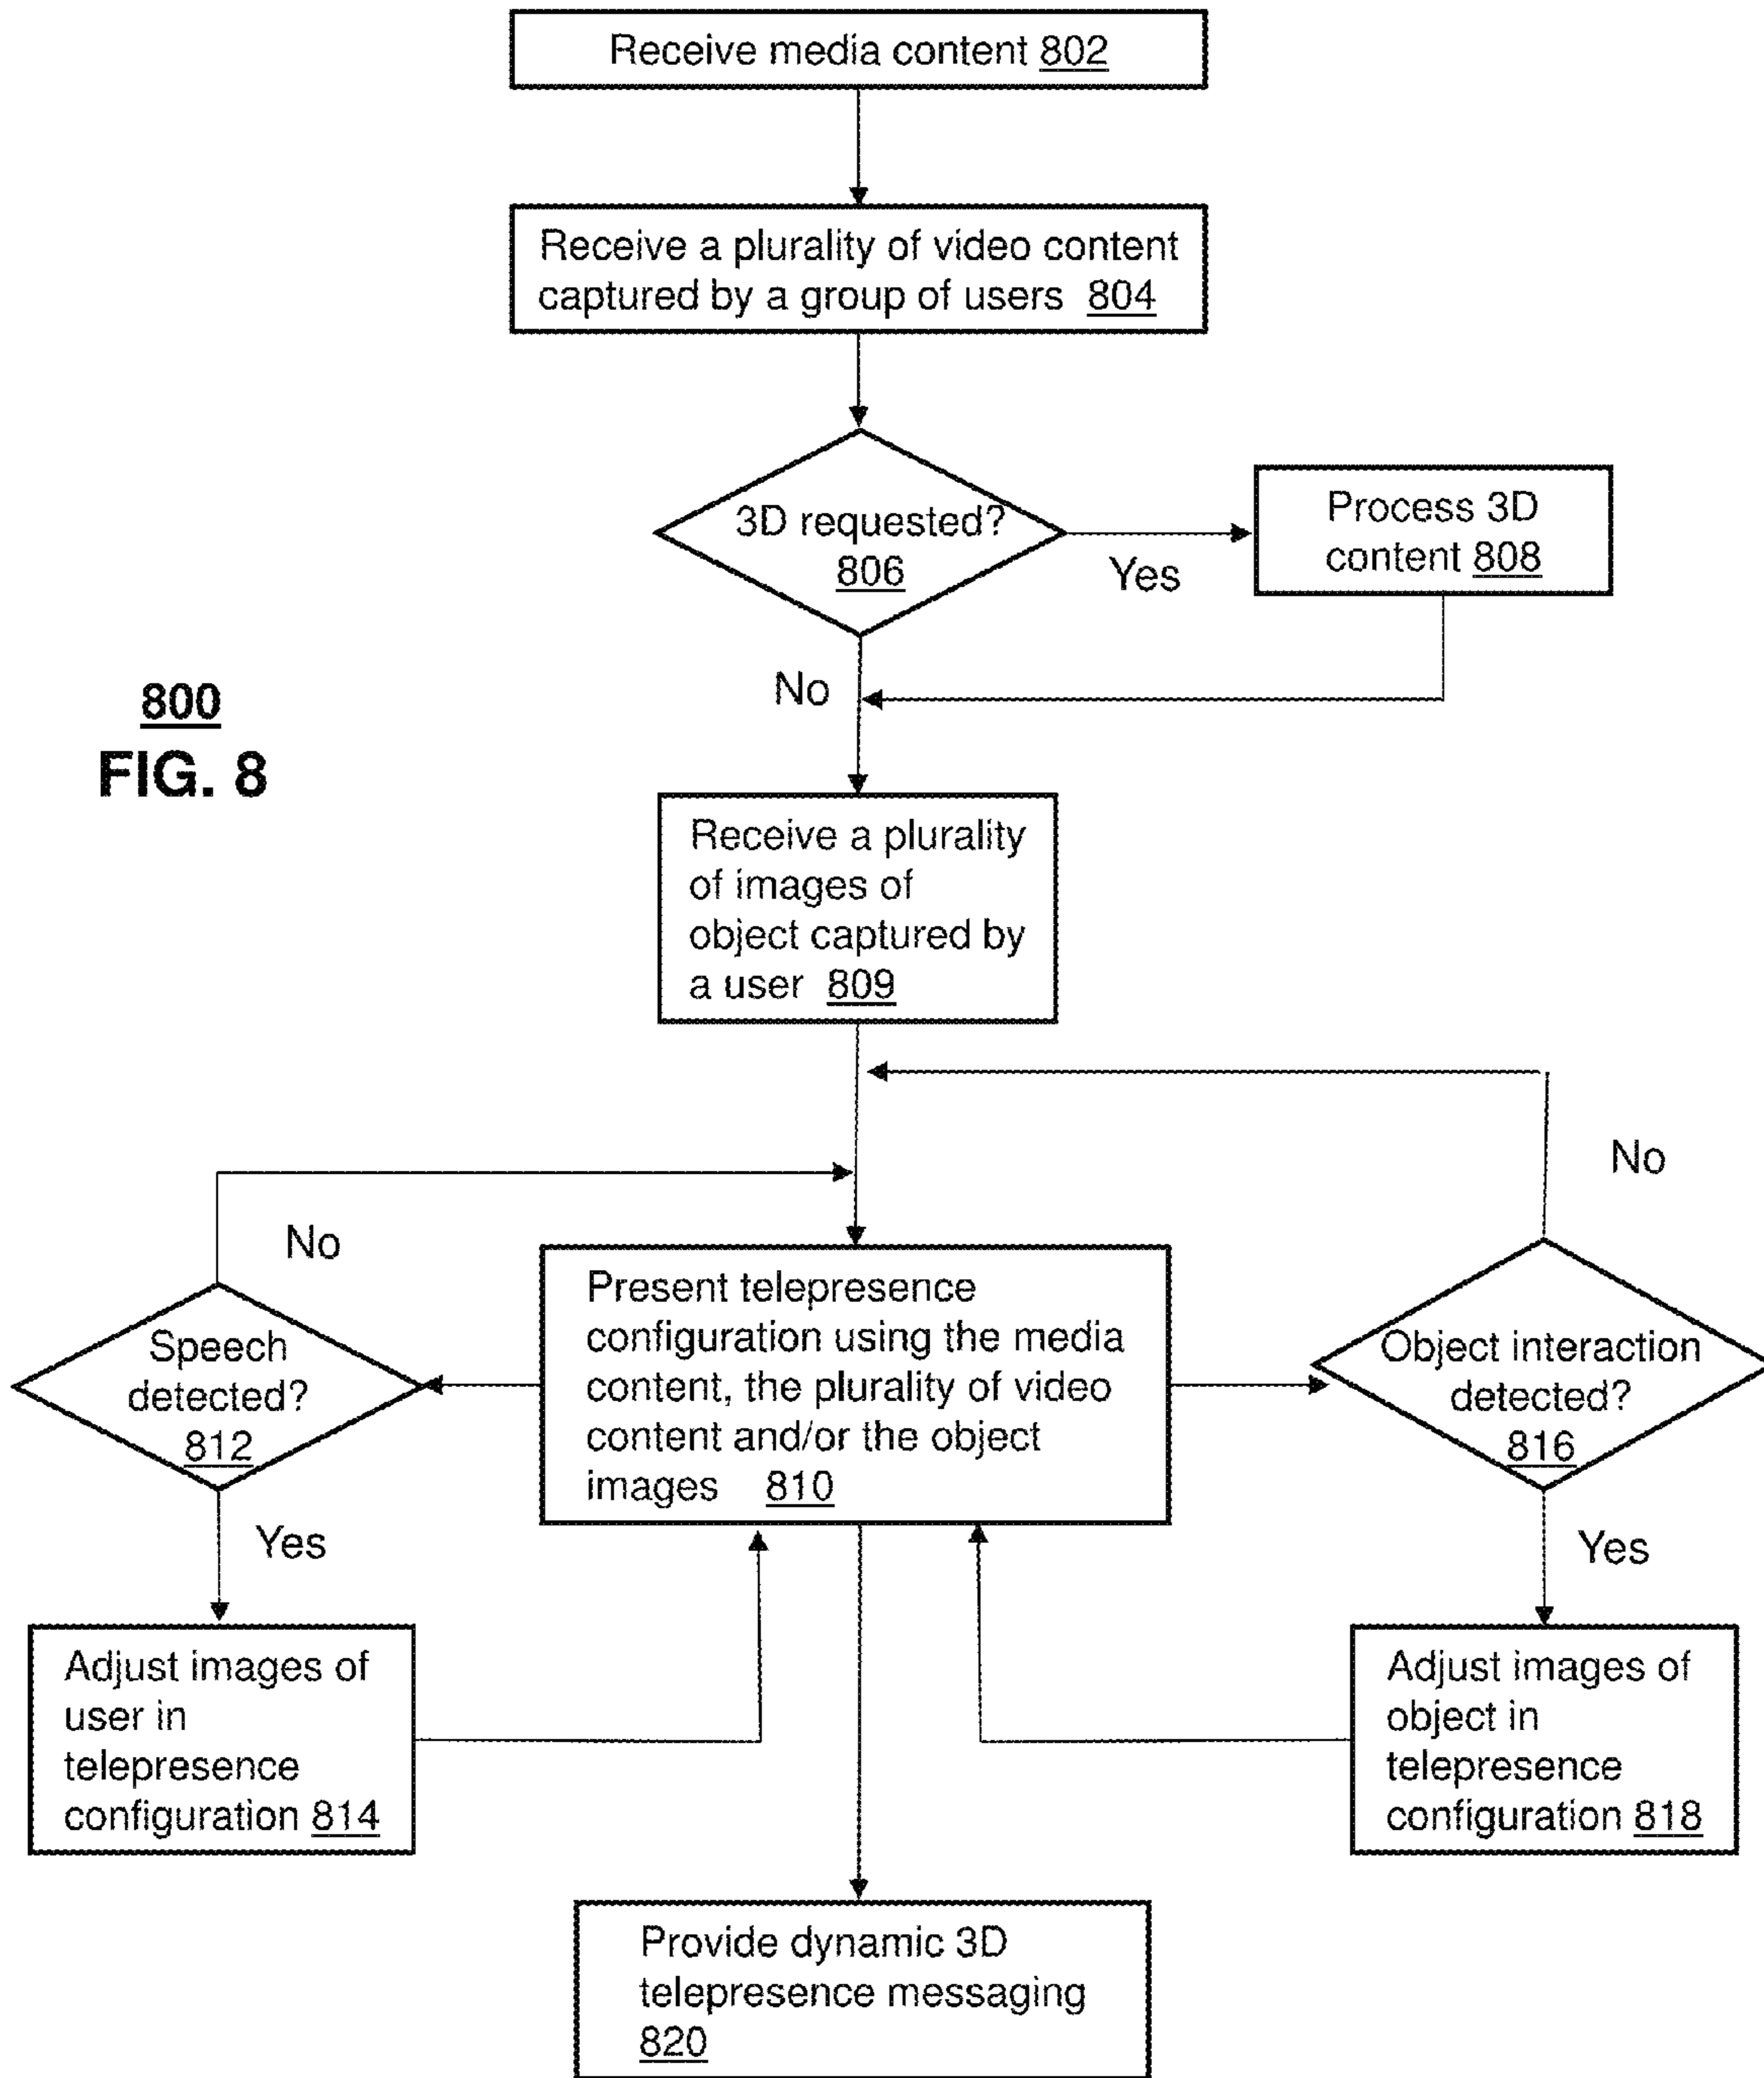 Receive media content 802
Receive a plurality of video content
captured by a group of users 804
3D requested?
806
Yes
Process 3D
content 808
No
800
FIG. 8
Receive a plurality
of images of
object captured by
a user 809
No
No
Speech
detected?
812
Present telepresence
configuration using the media
content, the plurality of video
content and/or the object
images 810
Object interaction
detected?
816
Yes
Yes
Adjust images of
user in
telepresence
configuration 814
Adjust images of
object in
telepresence
configuration 818
Provide dynamic 3D
telepresence messaging
820